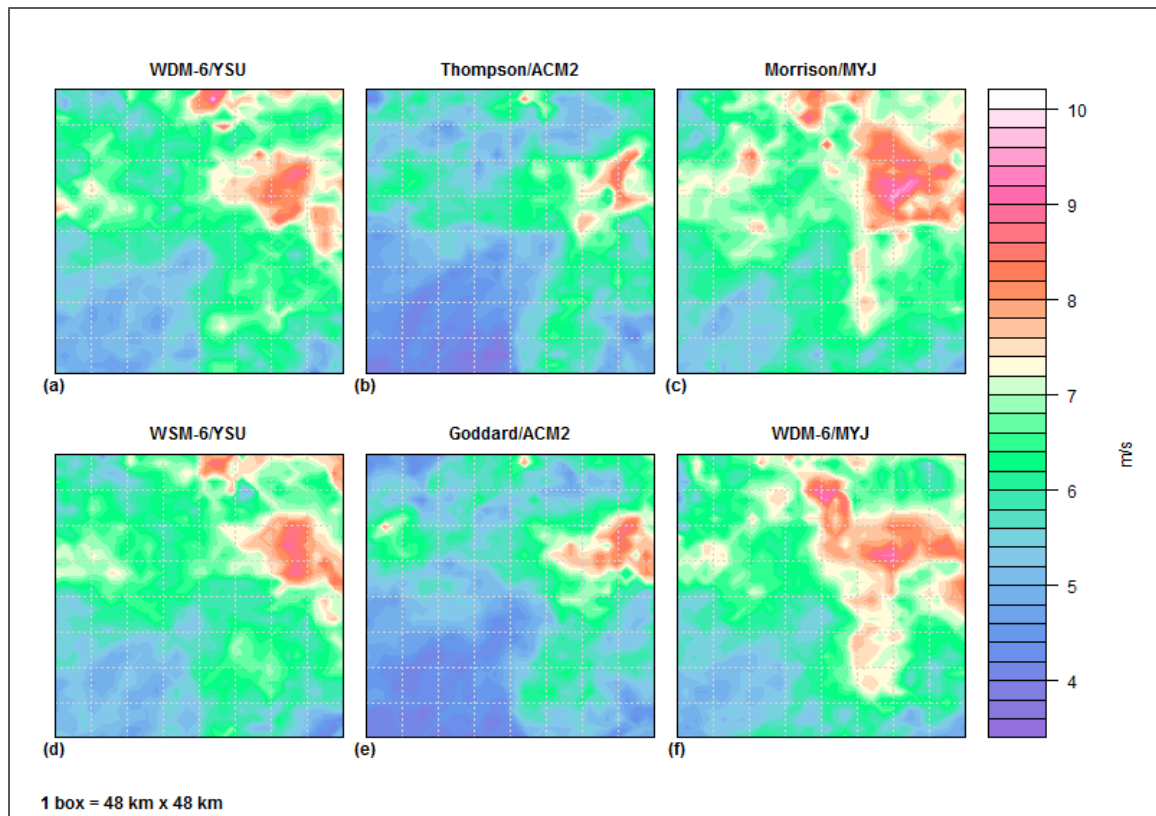 WDM-6/YSU
Thompson/ACM2
Morrison/MYJ
(a)
(b)
(c)
WSM-6/YSU
Goddard/ACM2
WDM-6/MYJ
(d)
(e)
(f)
10
9
8
7
6
5
4
m/s
1 box = 48 km x 48 km